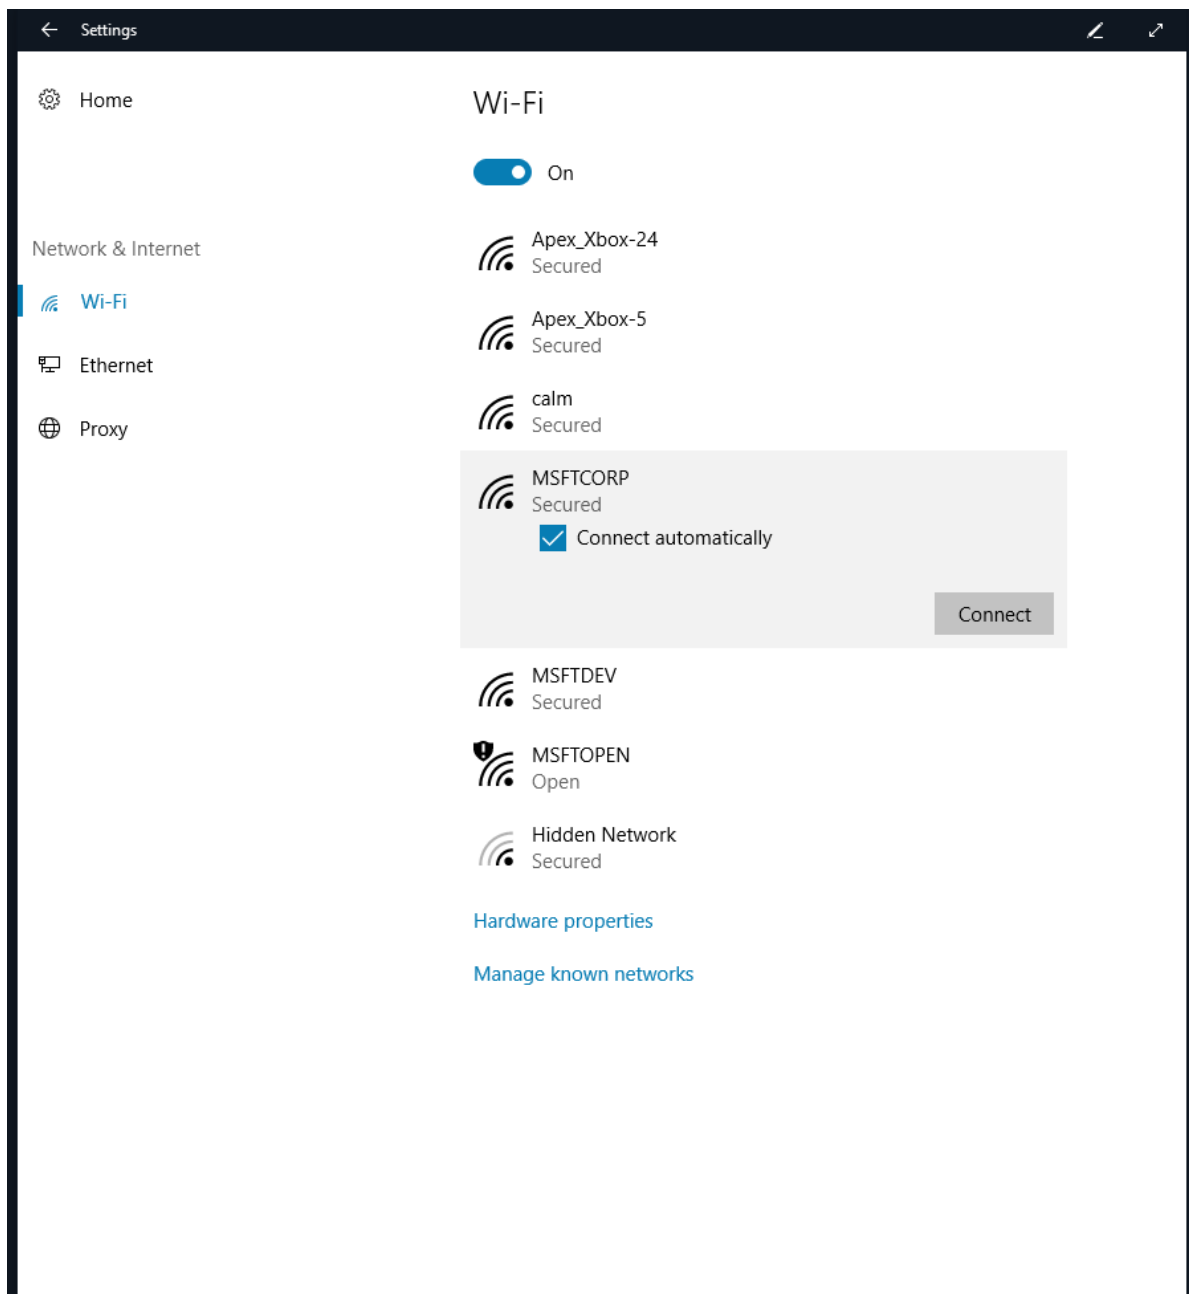 Settings
Home
Network & Internet
Wi-Fi
Ethernet
Proxy
Wi-Fi
On
Apex_Xbox-24
Secured
Apex_Xbox-5
Secured
calm
Secured
MSFTCORP
Secured
Connect automatically
Connect
MSFTDEV
Secured
MSFTOPEN
Open
Hidden Network
Secured
Hardware properties
Manage known networks